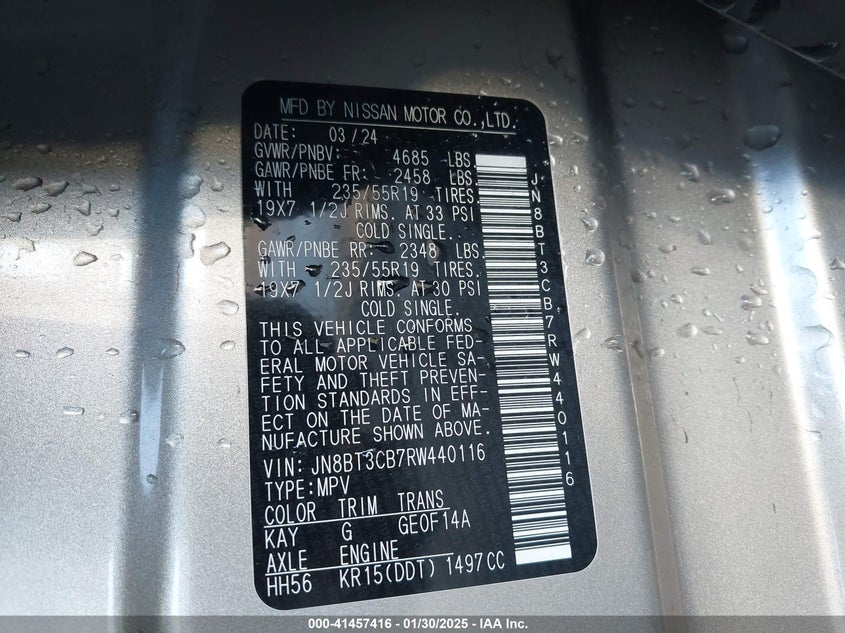 MFD BY NISSAN MOTOR CO.,LTD.
DATE: 03/24
GVWR/PNBV: 4685 LBS.
GAWR/PNBE FR: 2458 LBS.
WITH 235/55R19 TIRES.
19X7 1/2J RIMS. AT 33 PSI
COLD SINGLE.
GAWR/PNBE RR: 2348 LBS.
WITH 235/55R19 TIRES.
19X7 1/2J RIMS. AT 30 PSI
COLD SINGLE.
THIS VEHICLE CONFORMS
TO ALL APPLICABLE FED-
ERAL MOTOR VEHICLE SA-
FETY AND THEFT PREVEN-
TION STANDARDS IN EFF-
ECT ON THE DATE OF MA-
NUFACTURE SHOWN ABOVE.
VIN: JN8BT3CB7RW440116
TYPE:MPV
COLOR TRIM TRANS
KAY G GEOF14A
AXLE ENGINE
HH56 KR15(DDT) 1497CC
JN8BT3CB7RW440116
000-41457416 - 01/30/2025 - IAA Inc.